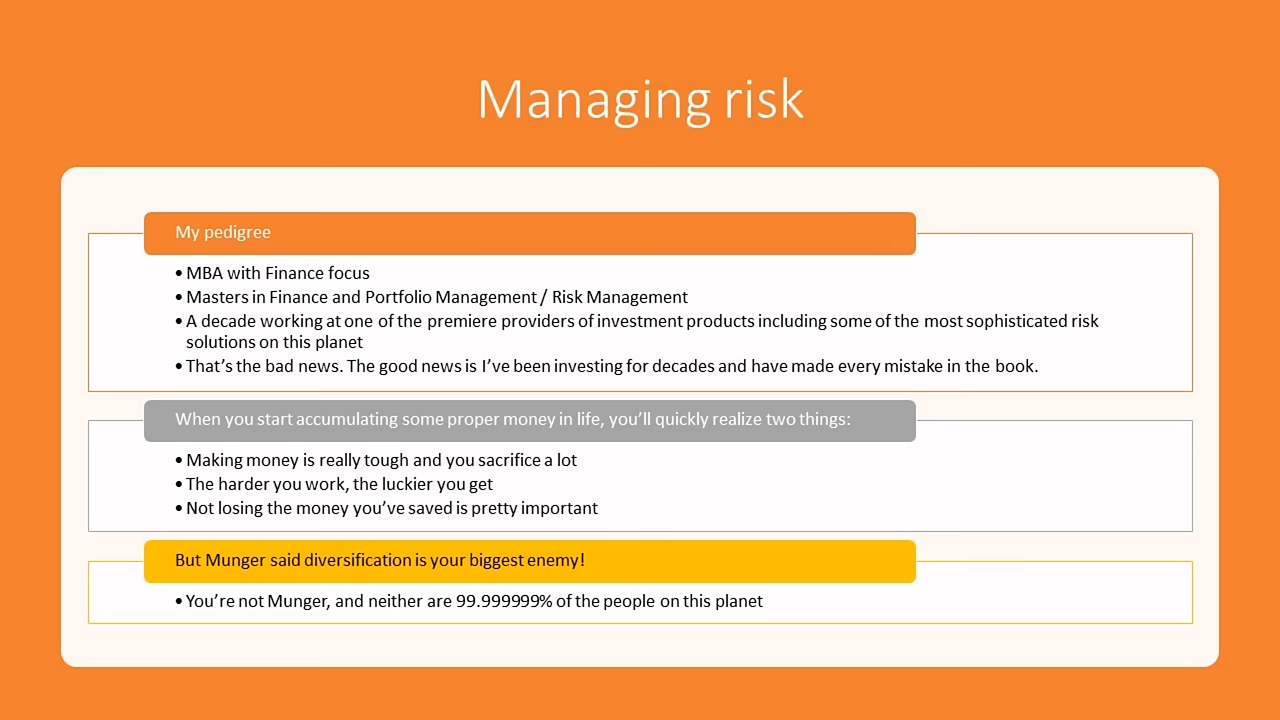 Managing risk
My pedigree
• MBA with Finance focus
• Masters in Finance and Portfolio Management / Risk Management
• A decade working at one of the premiere providers of investment products including some of the most sophisticated risk
solutions on this planet
• That’s the bad news. The good news is I’ve been investing for decades and have made every mistake in the book.
When you start accumulating some proper money in life, you’ll quickly realize two things:
• Making money is really tough and you sacrifice a lot
• The harder you work, the luckier you get
• Not losing the money you’ve saved is pretty important
But Munger said diversification is your biggest enemy!
• You’re not Munger, and neither are 99.999999% of the people on this planet